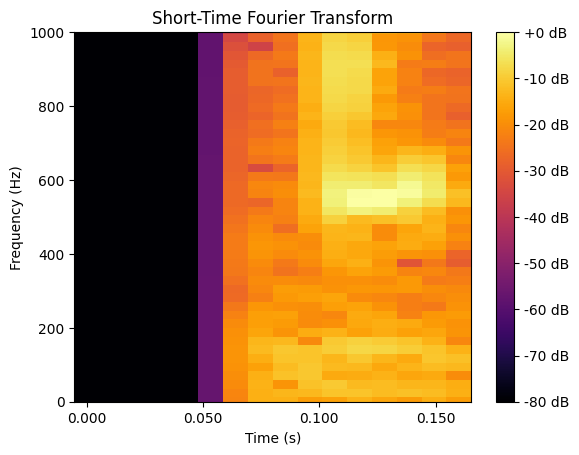 Short-Time Fourier Transform
Frequency (Hz)
1000
800
600
400
200
0
0.000
0.050
0.100
0.150
Time (s)
+0 dB
-10 dB
-20 dB
-30 dB
-40 dB
-50 dB
-60 dB
-70 dB
-80 dB